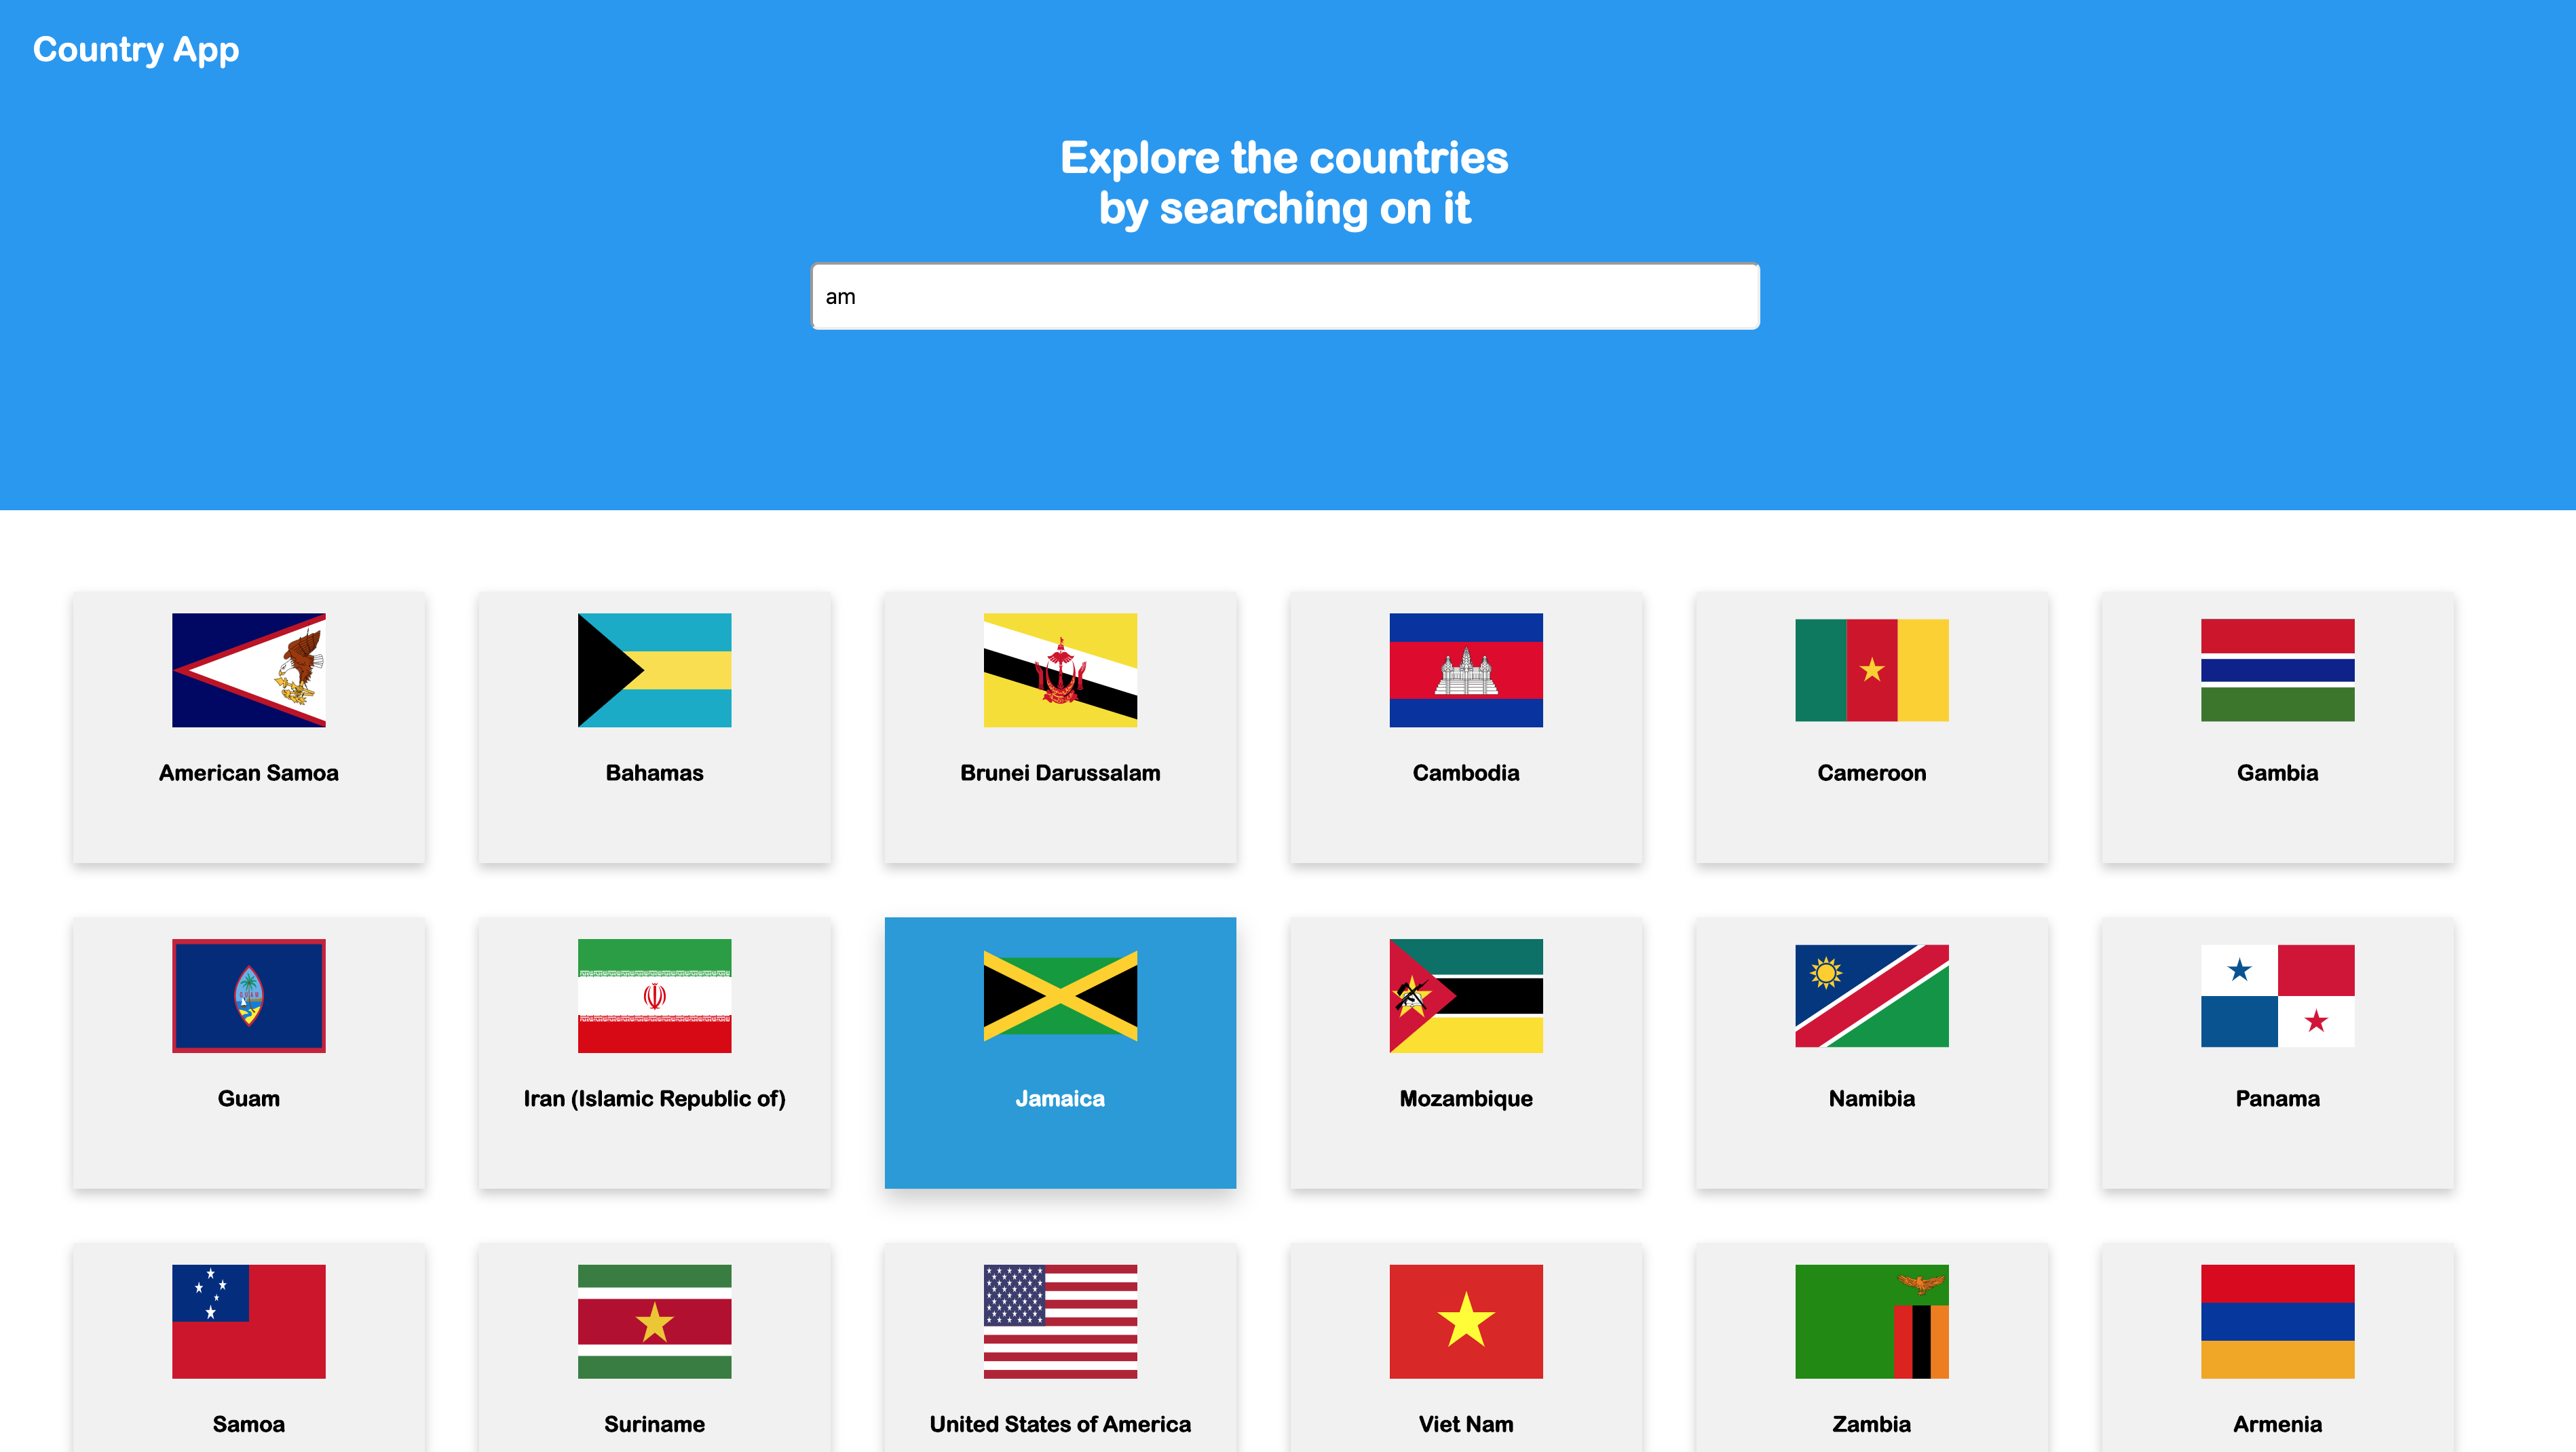 Country App
Explore the countries
by searching on it
am
American Samoa
Bahamas
Brunei Darussalam
Cambodia
Cameroon
Gambia
Guam
Iran (Islamic Republic of)
Jamaica
Mozambique
Namibia
Panama
Samoa
Suriname
United States of America
Viet Nam
Zambia
Armenia